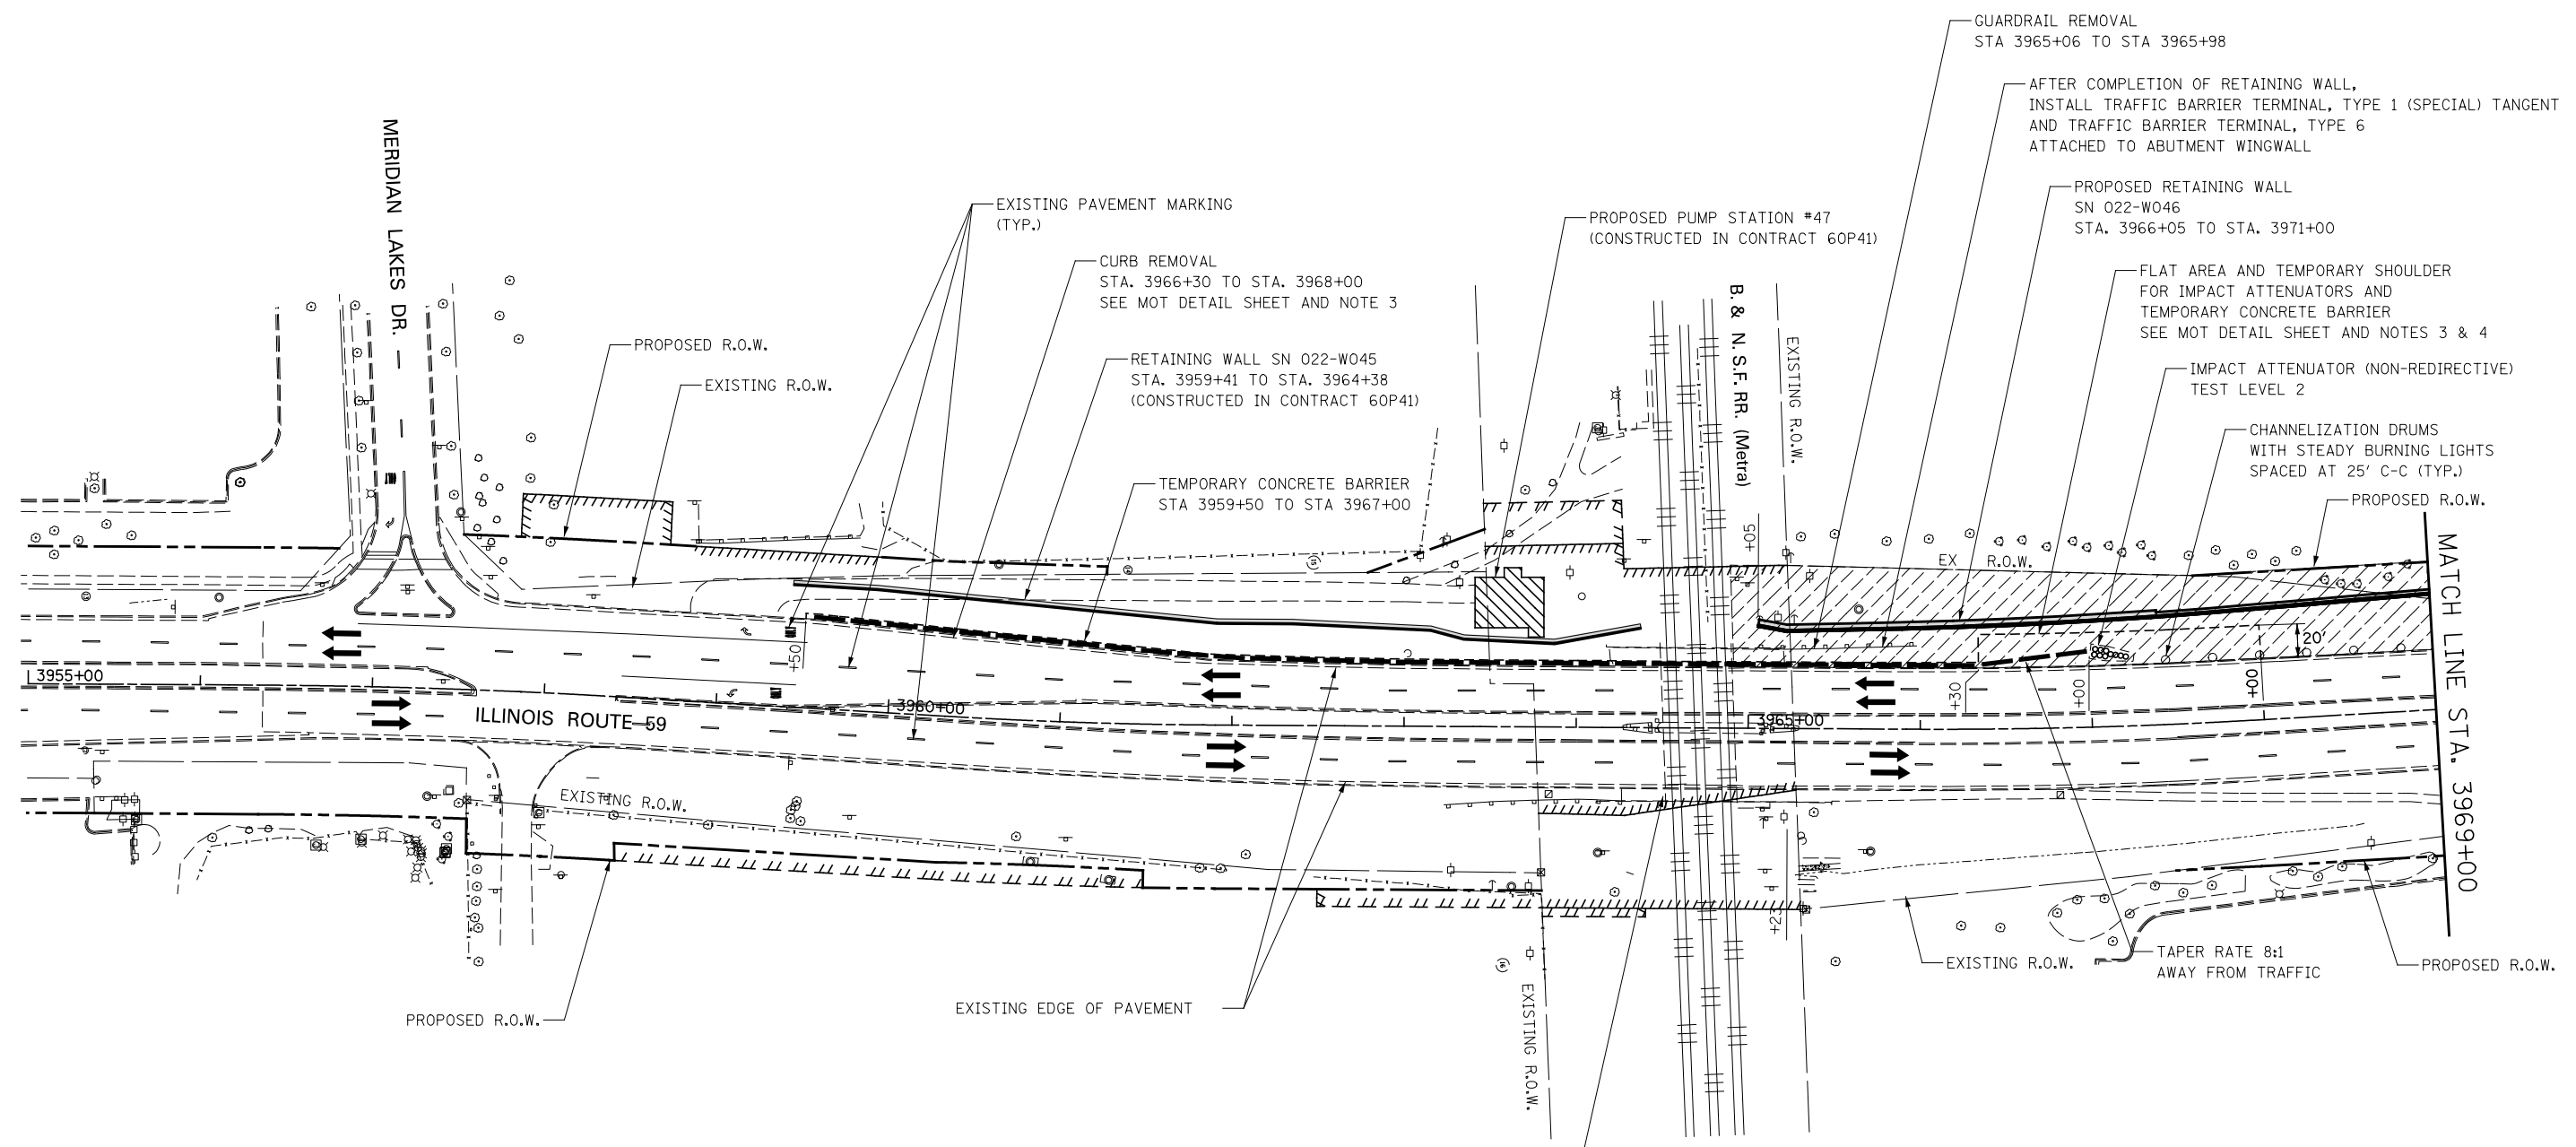 GUARDRAIL REMOVAL
STA 3965+06 TO STA 3965+98
AFTER COMPLETION OF RETAINING WALL,
INSTALL TRAFFIC BARRIER TERMINAL, TYPE 1 (SPECIAL) TANGENT
AND TRAFFIC BARRIER TERMINAL, TYPE 6
ATTACHED TO ABUTMENT WINGWALL
PROPOSED RETAINING WALL
SN 022-W046
STA. 3966+05 TO STA. 3971+00
FLAT AREA AND TEMPORARY SHOULDER
FOR IMPACT ATTENUATORS AND
TEMPORARY CONCRETE BARRIER
SEE MOT DETAIL SHEET AND NOTES 3 & 4
IMPACT ATTENUATOR (NON-REDIRECTIVE)
TEST LEVEL 2
CHANNELIZATION DRUMS
WITH STEADY BURNING LIGHTS
SPACED AT 25' C-C (TYP.)
PROPOSED R.O.W.
MERIDIAN LAKES DR.
EXISTING PAVEMENT MARKING
(TYP.)
PROPOSED PUMP STATION #47
(CONSTRUCTED IN CONTRACT 60P41)
CURB REMOVAL
STA. 3966+30 TO STA. 3968+00
SEE MOT DETAIL SHEET AND NOTE 3
PROPOSED R.O.W.
EXISTING R.O.W.
RETAINING WALL SN 022-W045
STA. 3959+41 TO STA. 3964+38
(CONSTRUCTED IN CONTRACT 60P41)
TEMPORARY CONCRETE BARRIER
STA 3959+50 TO STA 3967+00
B. & N. S.F. RR. (Metra)
EXISTING R.O.W.
+05
EX R.O.W.
MATCH LINE STA. 3969+00
20'
+50
+30
+00
+00
3955+00
3960+00
3965+00
ILLINOIS ROUTE 59
EXISTING R.O.W.
+23
EXISTING R.O.W.
TAPER RATE 8:1
AWAY FROM TRAFFIC
EXISTING R.O.W.
PROPOSED R.O.W.
EXISTING EDGE OF PAVEMENT
PROPOSED R.O.W.